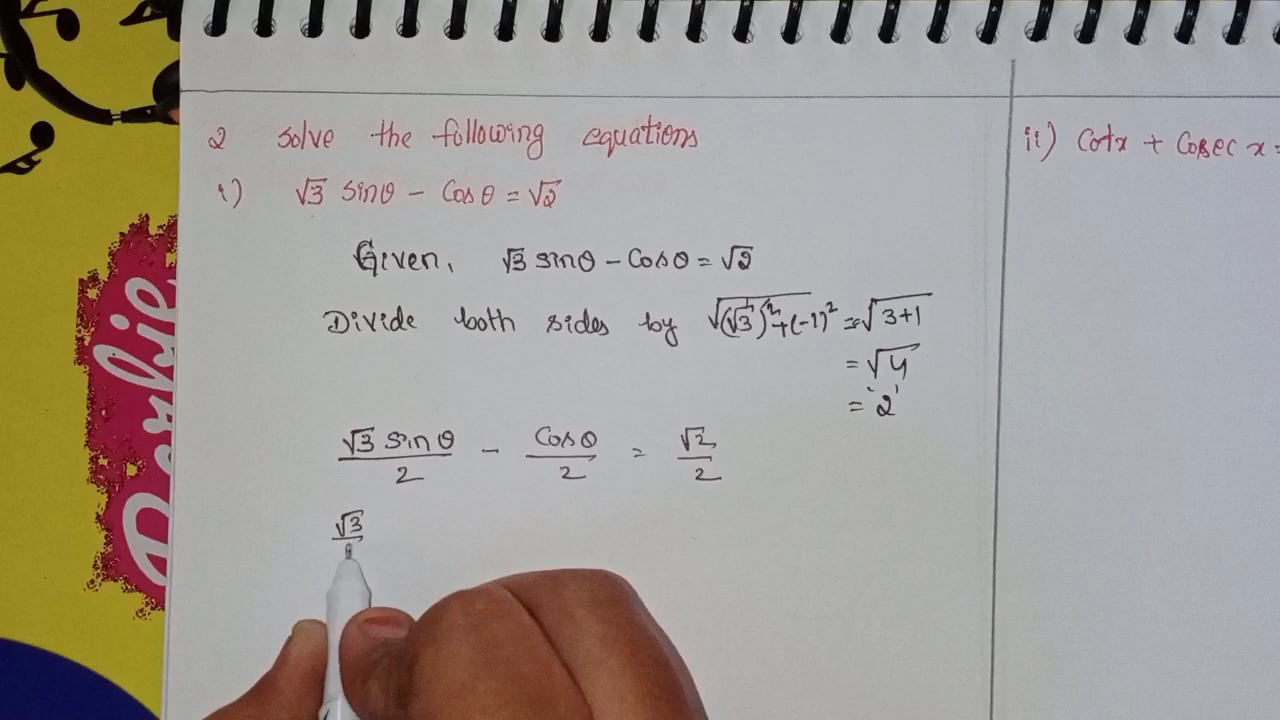 2 Solve the following equations
i) √3 sinθ - Cosθ = √2
Given, √3 sinθ - Cosθ = √2
Divide both sides by √(√3)²+(-1)² = √3+1
= √4
= 2
√3 sinθ/2 - Cosθ/2 = √2/2
√3
ii) Cotx + Cosec x =